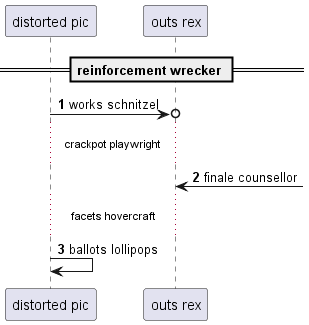 distorted pic
outs rex
reinforcement wrecker
1 works schnitzel
crackpot playwright
2 finale counsellor
facets hovercraft
3 ballots lollipops
distorted pic
outs rex